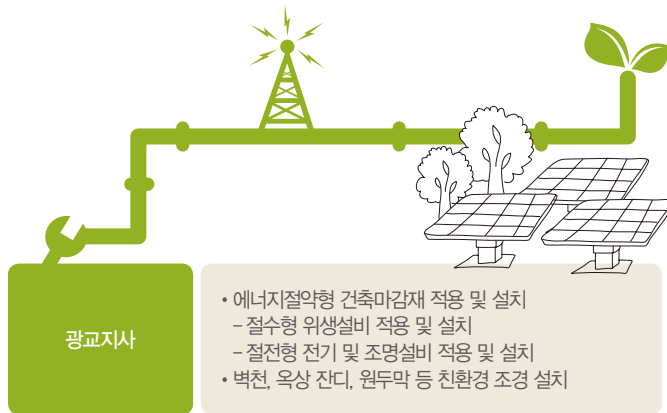 광교지사
• 에너지절약형 건축마감재 적용 및 설치
– 절수형 위생설비 적용 및 설치
– 절전형 전기 및 조명설비 적용 및 설치
• 벽천, 옥상 잔디, 원두막 등 친환경 조경 설치